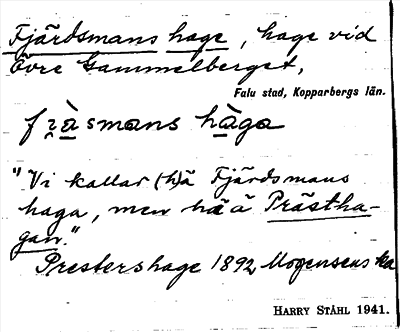 Fjärdsmans hage, hage vid
Övre Gammelberget,
Falu stad, Kopparbergs län.
fjä̀smans hàga
"Vi kallar (h)ä Fjärdsmans
haga, men hä ä Prästha-
gan."
Prestershage 1892, Mogensens ka
HARRY STÅHL 1941.